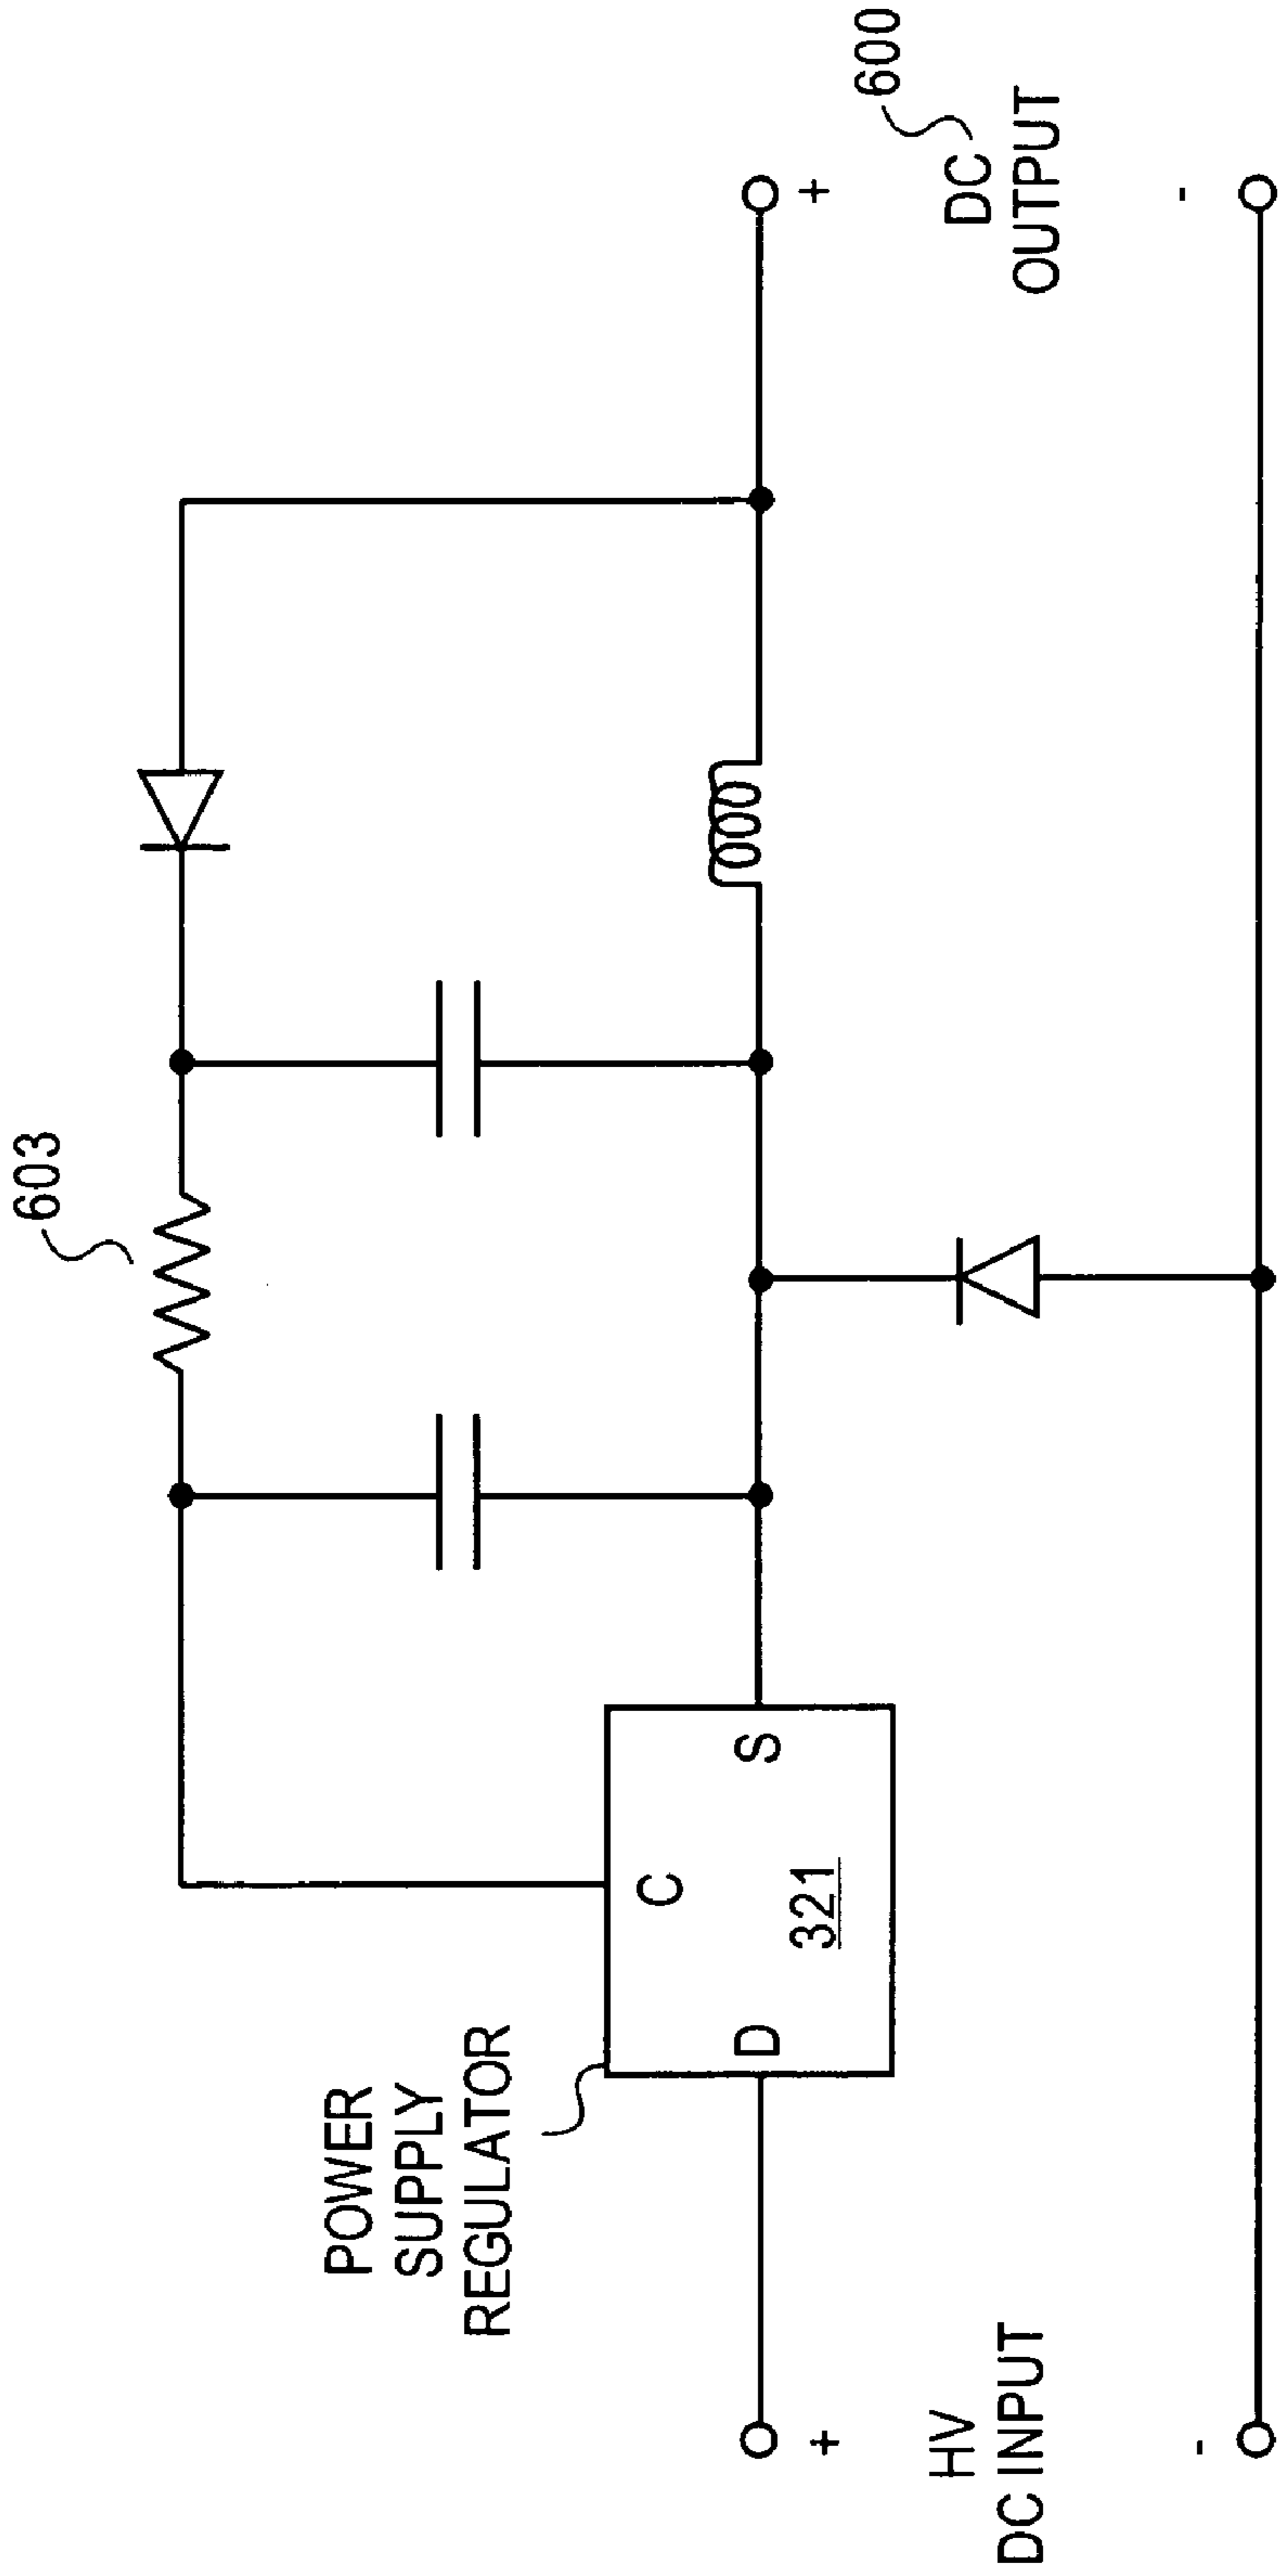 603
600
POWER
SUPPLY
REGULATOR
C
D
S
321
+
HV
DC INPUT
-
+
DC
OUTPUT
-